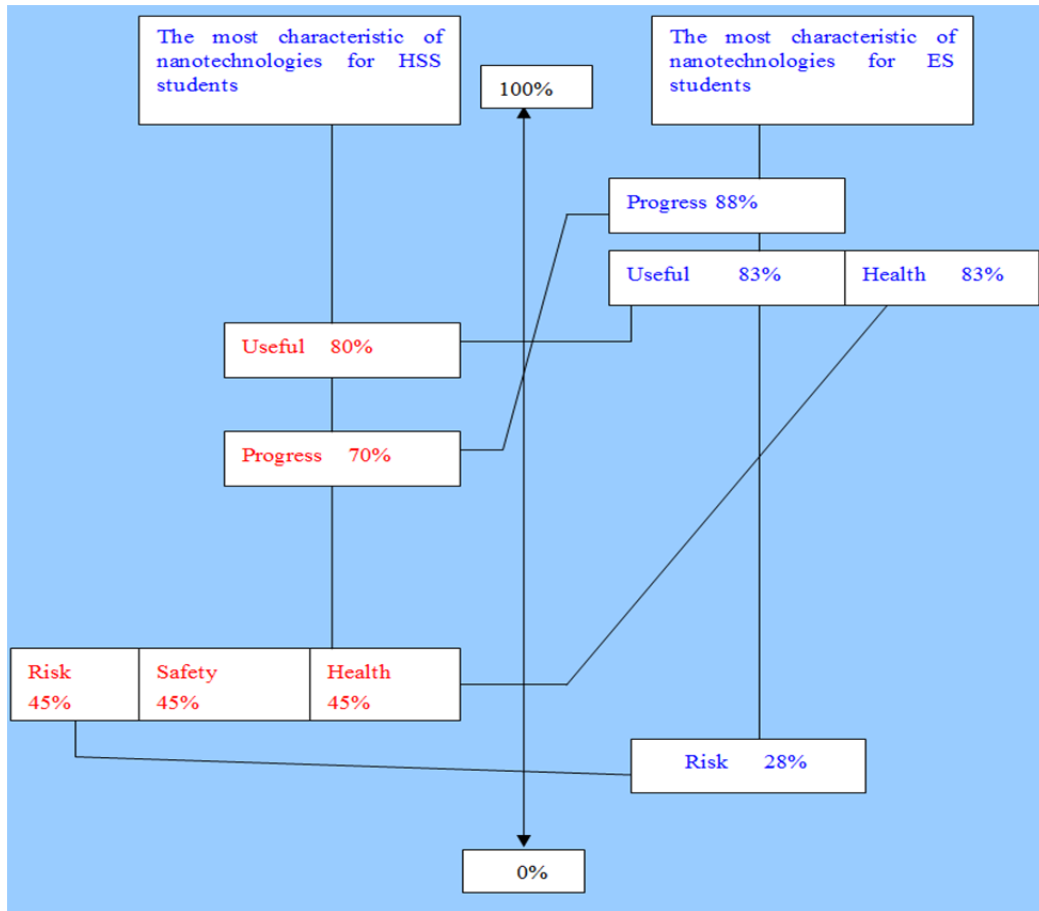 The most characteristic of
nanotechnologies for HSS
students
The most characteristic of
nanotechnologies for ES
students
100%
Progress 88%
Useful 83%
Health 83%
Useful 80%
Progress 70%
Risk
45%
Safety
45%
Health
45%
Risk 28%
0%